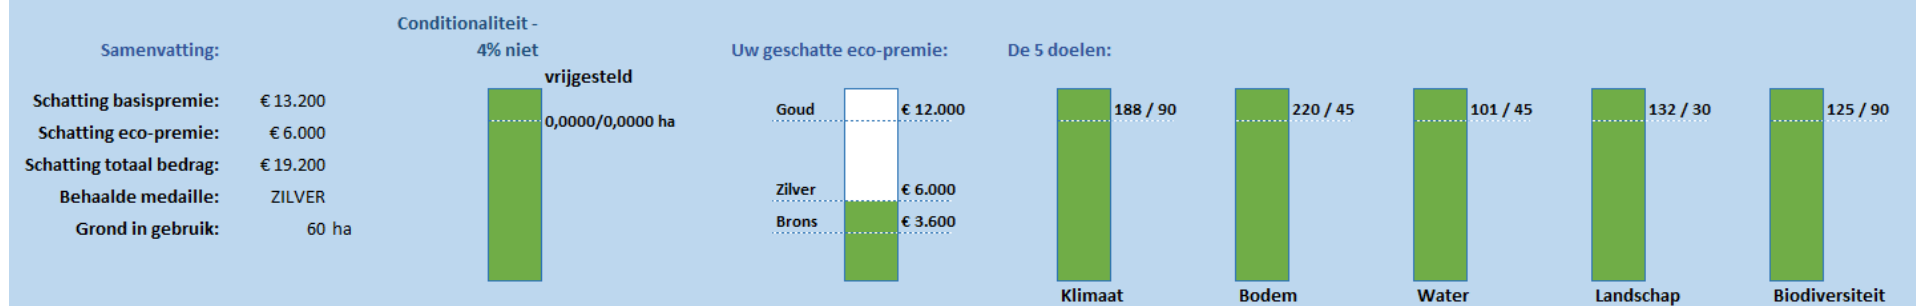 Samenvatting:
Schatting basispremie: € 13.200
Schatting eco-premie: € 6.000
Schatting totaal bedrag: € 19.200
Behaalde medaille: ZILVER
Grond in gebruik: 60 ha
Conditionaliteit -
4% niet
vrijgesteld
0,0000/0,0000 ha
Uw geschatte eco-premie:
Goud € 12.000
Zilver € 6.000
Brons € 3.600
De 5 doelen:
188 / 90
Klimaat
220 / 45
Bodem
101 / 45
Water
132 / 30
Landschap
125 / 90
Biodiversiteit